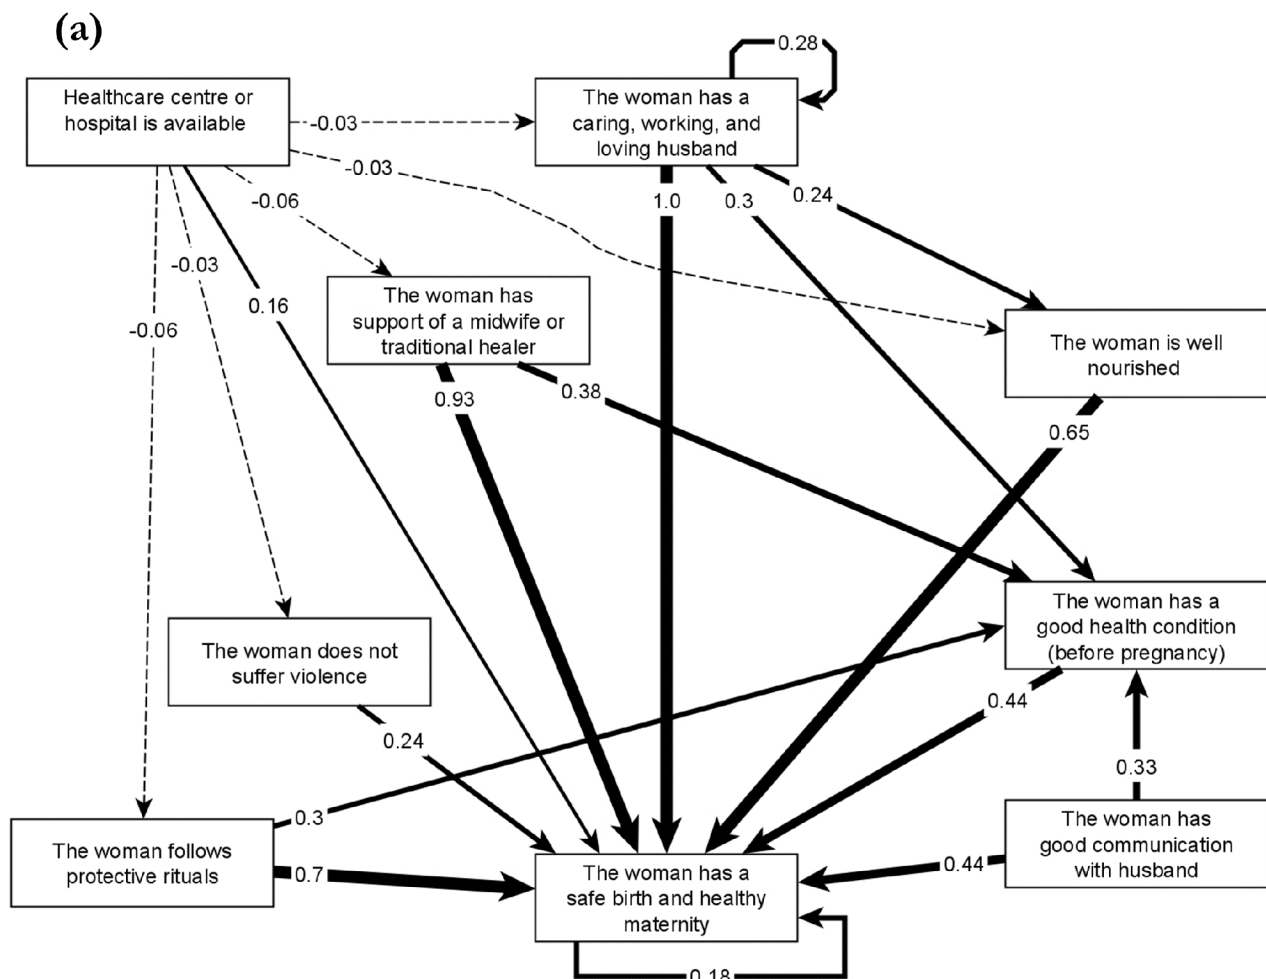 (a)
0.28
Healthcare centre or
hospital is available
The woman has a
caring, working, and
loving husband
-0.03
-0.03
-0.06
1.0
0.3
0.24
-0.03
0.16
-0.06
The woman has
support of a midwife or
traditional healer
The woman is well
nourished
0.93
0.38
0.65
The woman has a
good health condition
(before pregnancy)
The woman does not
suffer violence
0.44
0.24
0.33
0.3
The woman has
good communication
with husband
The woman follows
protective rituals
0.7
The woman has a
safe birth and healthy
maternity
0.44
0.18